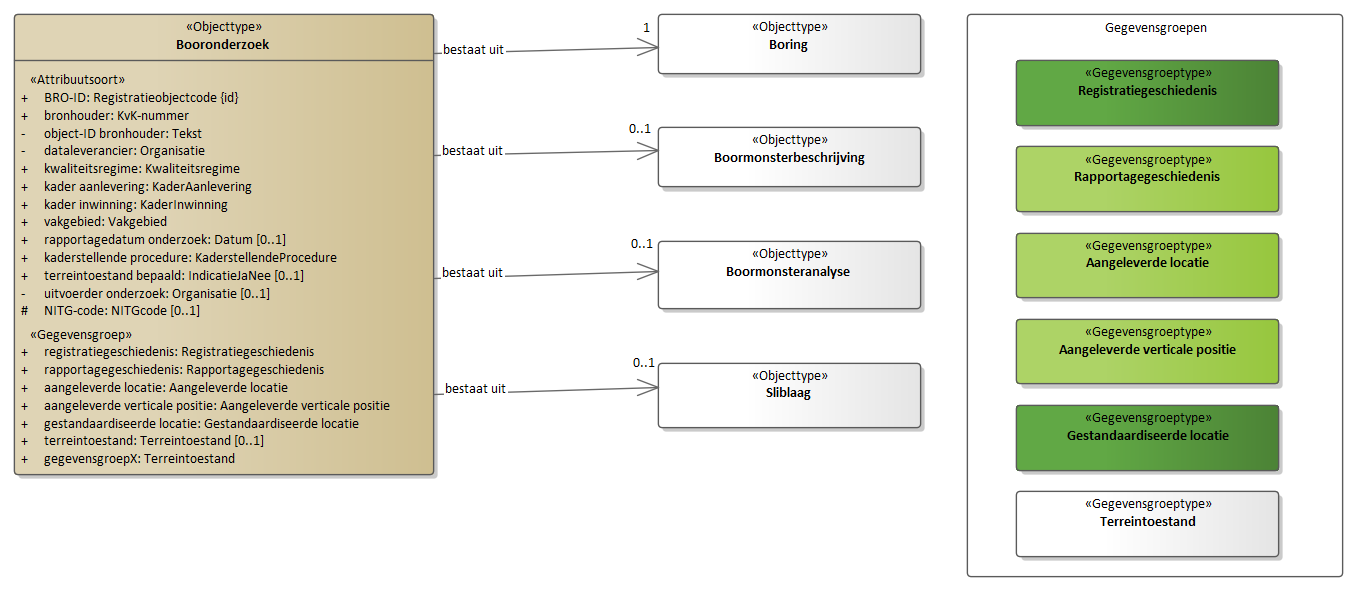 «Objecttype»
Booronderzoek
«Attribuutsoort»
+ BRO-ID: Registratieobjectcode {id}
+ bronhouder: KvK-nummer
- object-ID bronhouder: Tekst
- dataleverancier: Organisatie
+ kwaliteitsregime: Kwaliteitsregime
+ kader aanlevering: KaderAanlevering
+ kader inwinning: KaderInwinning
+ vakgebied: Vakgebied
+ rapportagedatum onderzoek: Datum [0..1]
+ kaderstellende procedure: KaderstellendeProcedure
+ terreintoestand bepaald: IndicatieJaNee [0..1]
- uitvoerder onderzoek: Organisatie [0..1]
# NITG-code: NITGcode [0..1]
«Gegevensgroep»
+ registratiegeschiedenis: Registratiegeschiedenis
+ rapportagegeschiedenis: Rapportagegeschiedenis
+ aangeleverde locatie: Aangeleverde locatie
+ aangeleverde verticale positie: Aangeleverde verticale positie
+ gestandaardiseerde locatie: Gestandaardiseerde locatie
+ terreintoestand: Terreintoestand [0..1]
+ gegevensgroepX: Terreintoestand
bestaat uit
1
«Objecttype»
Boring
bestaat uit
0..1
«Objecttype»
Boormonsterbeschrijving
bestaat uit
0..1
«Objecttype»
Boormonsteranalyse
bestaat uit
0..1
«Objecttype»
Sliblaag
Gegevensgroepen
«Gegevensgroeptype»
Registratiegeschiedenis
«Gegevensgroeptype»
Rapportagegeschiedenis
«Gegevensgroeptype»
Aangeleverde locatie
«Gegevensgroeptype»
Aangeleverde verticale positie
«Gegevensgroeptype»
Gestandaardiseerde locatie
«Gegevensgroeptype»
Terreintoestand